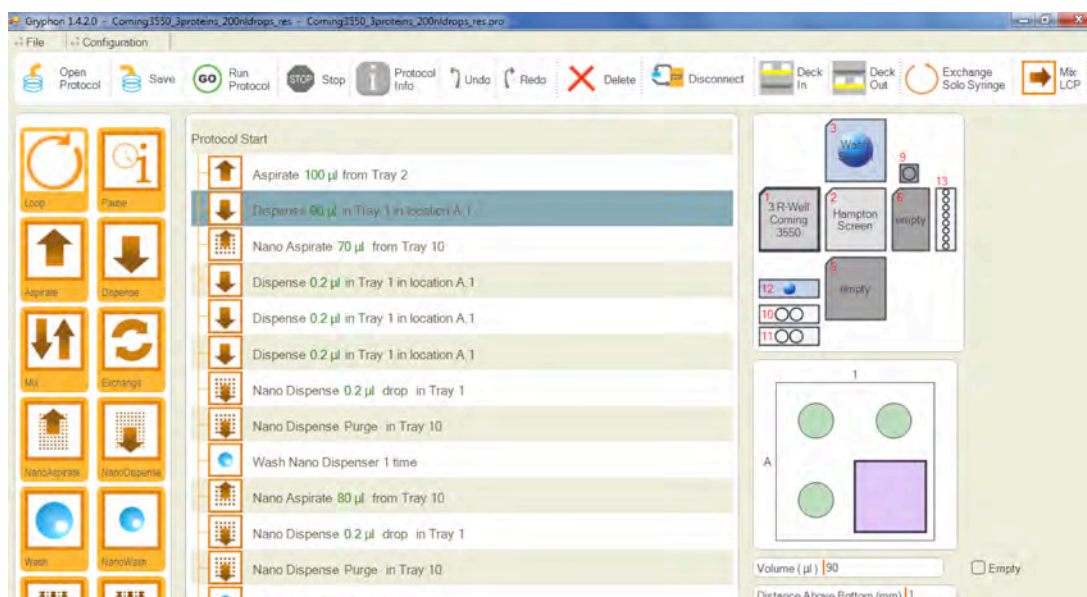 Gryphon 1.4.2.0 - Corning3550_3proteins_200nldrops_res - Corning3550_3proteins_200nldrops_res.pro
File Configuration
Open Protocol
Save
GO Run Protocol
STOP Stop
Protocol Info
Undo
Redo
Delete
Disconnect
Deck In
Deck Out
Exchange Solo Syringe
Mix LCP
Loop
Pause
Aspirate
Dispense
Mix
Exchange
NanoAspirate
NanoDispense
Wash
NanoWash
Protocol Start
Aspirate 100 µl from Tray 2
Dispense 90 µl in Tray 1 in location A,1
Nano Aspirate 70 µl from Tray 10
Dispense 0.2 µl in Tray 1 in location A,1
Dispense 0.2 µl in Tray 1 in location A,1
Dispense 0.2 µl in Tray 1 in location A,1
Nano Dispense 0.2 µl drop in Tray 1
Nano Dispense Purge in Tray 10
Wash Nano Dispenser 1 time
Nano Aspirate 80 µl from Tray 10
Nano Dispense 0.2 µl drop in Tray 1
Nano Dispense Purge in Tray 10
3
9
13
1
3 R-Well Corning 3550
2
Hampton Screen
6
empty
5
empty
12
10
11
1
A
Volume ( µl ) 90
Empty
Distance Above Bottom (mm) 1